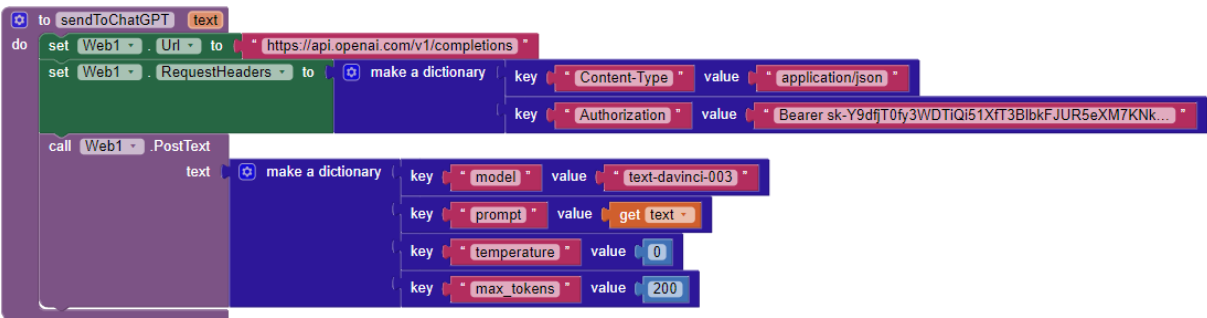 to sendToChatGPT text
do set Web1 . Url to " https://api.openai.com/v1/completions "
set Web1 . RequestHeaders to make a dictionary key " Content-Type " value " application/json "
key " Authorization " value " Bearer sk-Y9dfjT0fy3WDTiQi51XfT3BlbkFJUR5eXM7KNk... "
call Web1 .PostText
text make a dictionary key " model " value " text-davinci-003 "
key " prompt " value get text
key " temperature " value 0
key " max_tokens " value 200